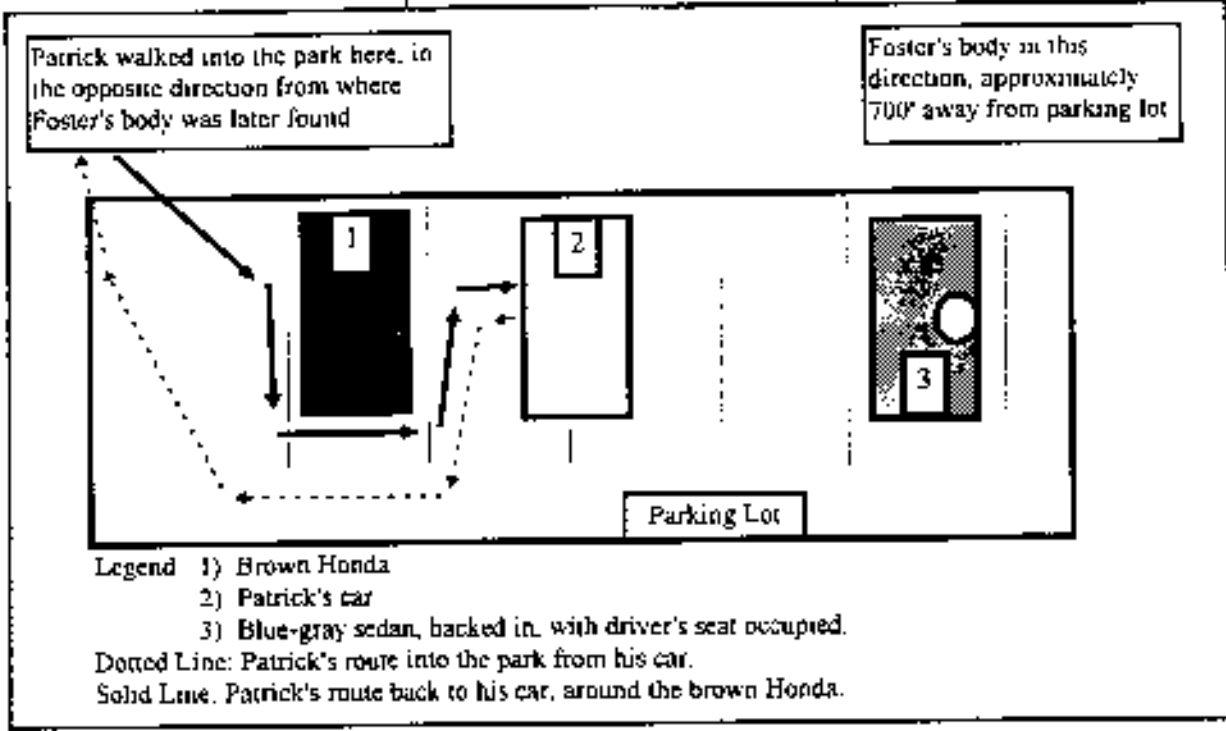 Patrick walked into the park here, in
the opposite direction from where
Foster's body was later found
Foster's body in this
direction, approximately
700' away from parking lot
1
2
3
Parking Lot
Legend 1) Brown Honda
2) Patrick's car
3) Blue-gray sedan, backed in, with driver's seat occupied.
Dotted Line: Patrick's route into the park from his car.
Solid Line. Patrick's route back to his car, around the brown Honda.